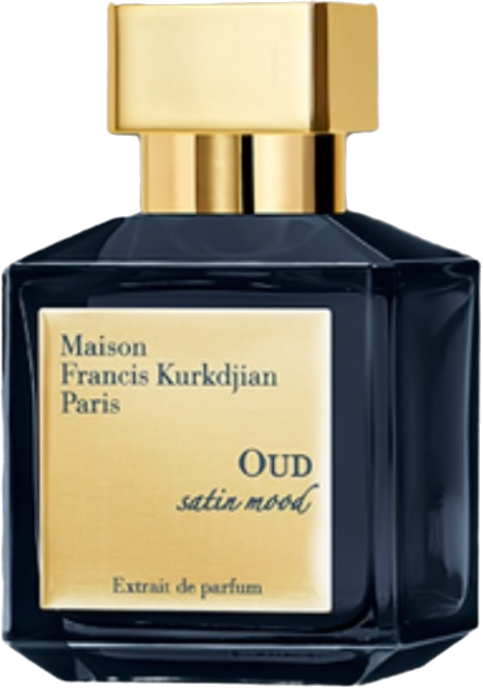 Maison
Francis Kurkdjian
Paris
OUD
satin mood
Extrait de parfum